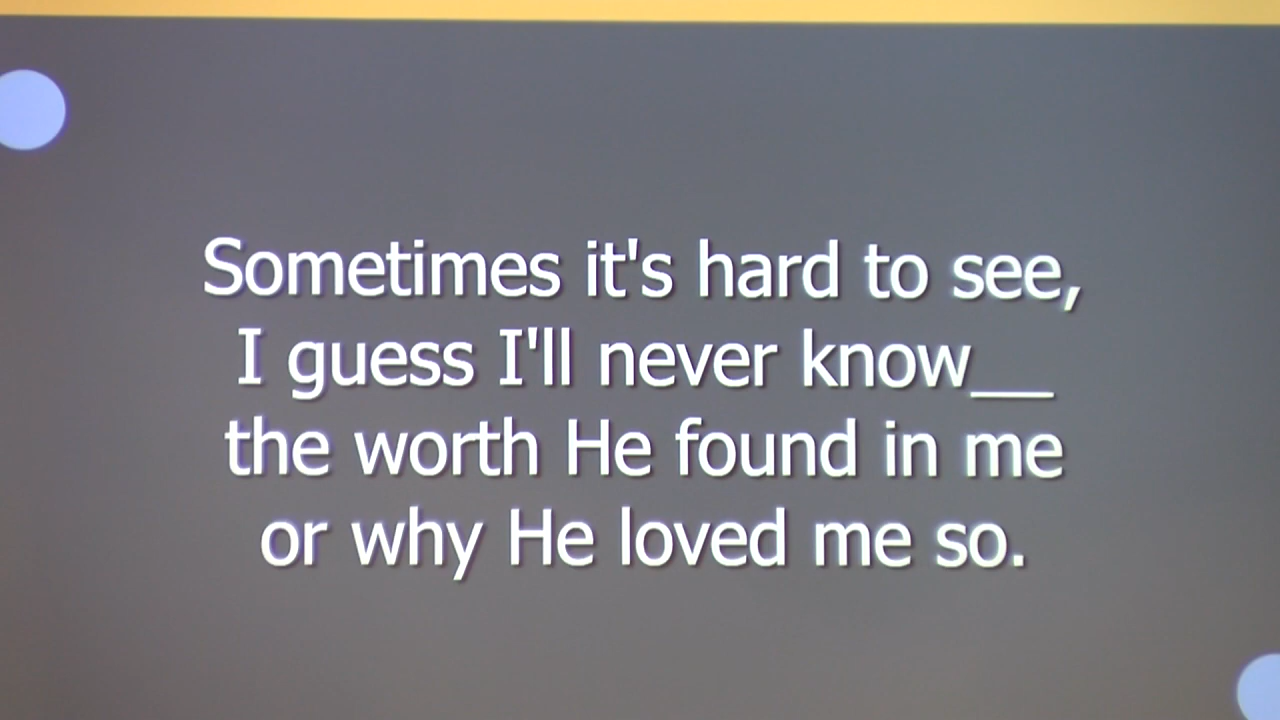 Sometimes it's hard to see,
I guess I'll never know__
the worth He found in me
or why He loved me so.